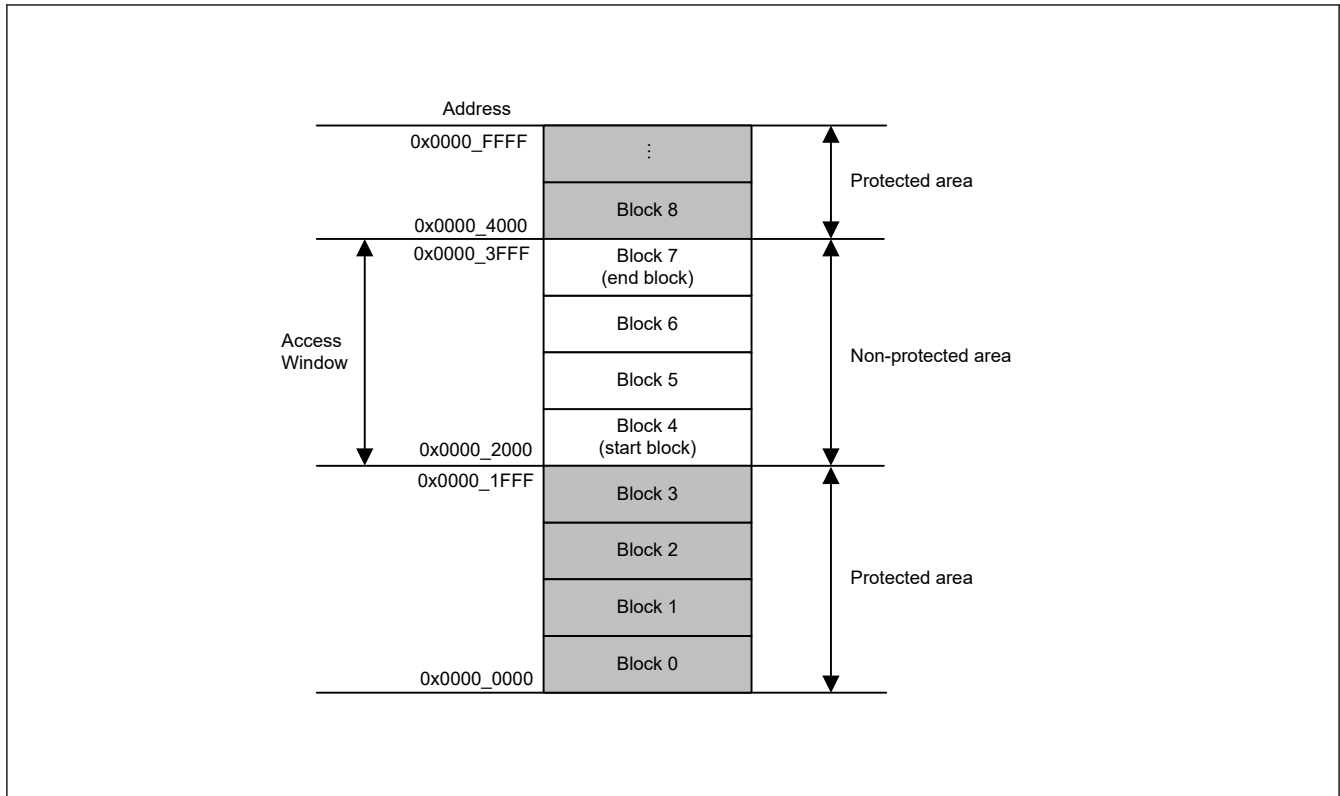 Address
0x0000_FFFF
⋮
Protected area
Block 8
0x0000_4000
0x0000_3FFF
Block 7
(end block)
Block 6
Access
Window
Non-protected area
Block 5
Block 4
(start block)
0x0000_2000
0x0000_1FFF
Block 3
Block 2
Protected area
Block 1
Block 0
0x0000_0000